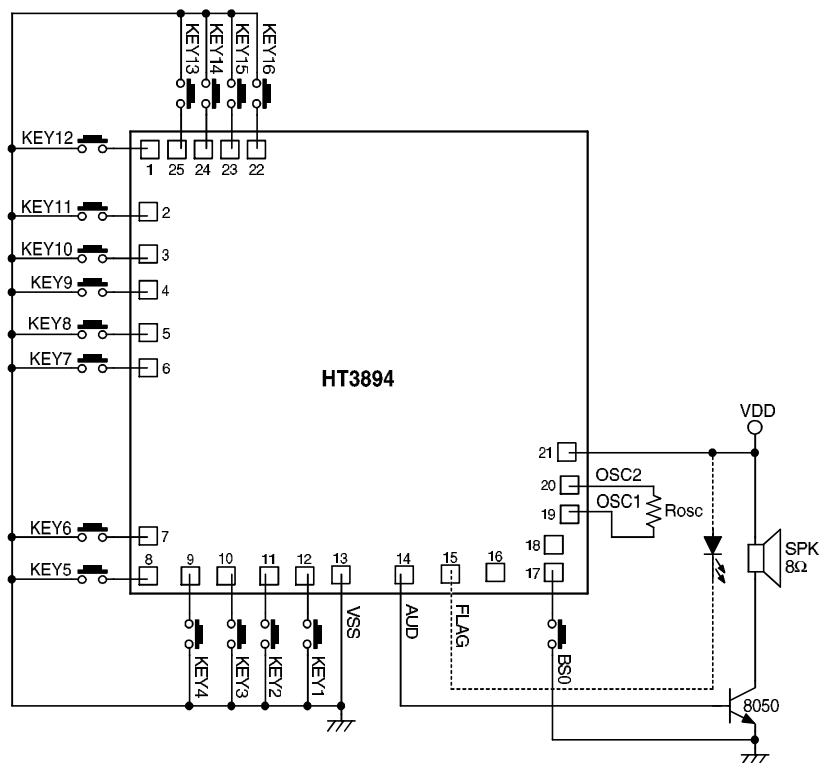 KEY13
KEY14
KEY15
KEY16
KEY12
1
25
24
23
22
KEY11
2
KEY10
3
KEY9
4
KEY8
5
KEY7
6
HT3894
VDD
21
20
OSC2
19
OSC1
Rosc
18
SPK
8Ω
KEY6
7
KEY5
8
9
10
11
12
13
14
15
16
17
VSS
AUD
FLAG
BS0
KEY4
KEY3
KEY2
KEY1
8050